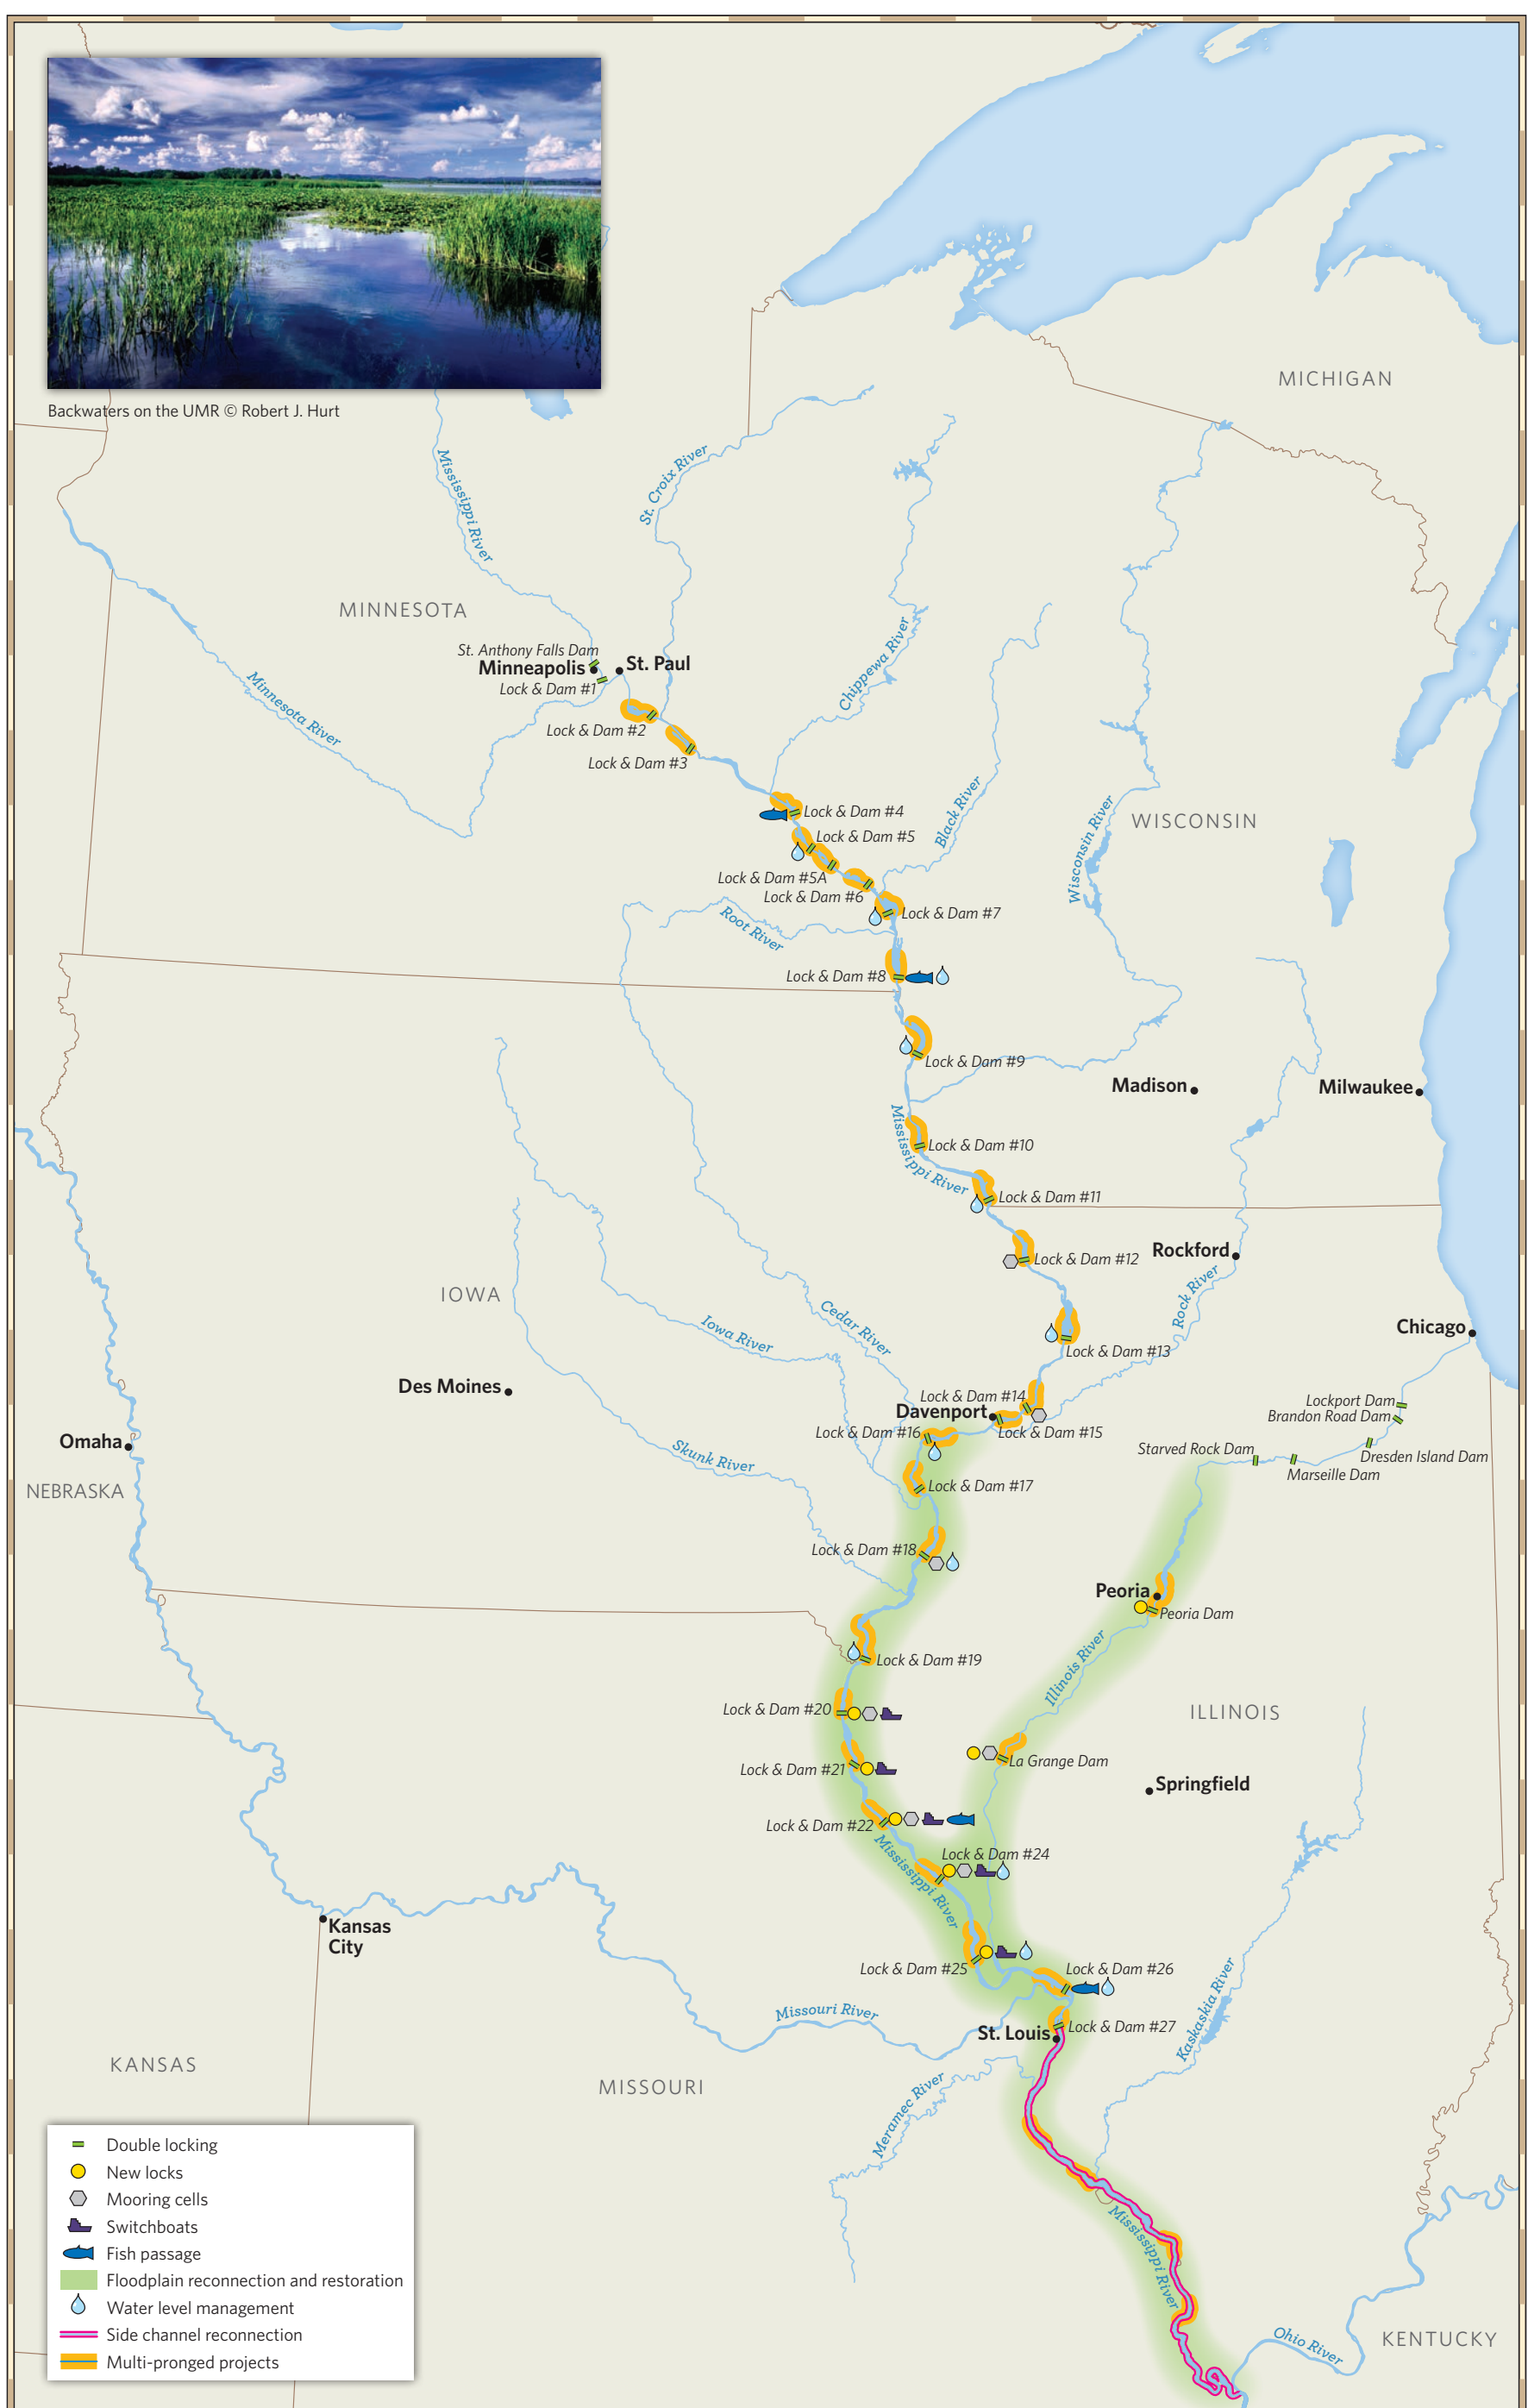 Backwaters on the UMR © Robert J. Hurt
MICHIGAN
Mississippi River
St. Croix River
MINNESOTA
Chippewa River
St. Anthony Falls Dam
Minneapolis
St. Paul
Lock & Dam #1
Minnesota River
Lock & Dam #2
Lock & Dam #3
Black River
Wisconsin River
WISCONSIN
Lock & Dam #4
Lock & Dam #5
Lock & Dam #5A
Lock & Dam #6
Lock & Dam #7
Root River
Lock & Dam #8
Lock & Dam #9
Madison
Milwaukee
Mississippi River
Lock & Dam #10
Lock & Dam #11
Lock & Dam #12
Rockford
Rock River
IOWA
Iowa River
Cedar River
Chicago
Lock & Dam #13
Des Moines
Lock & Dam #14
Davenport
Lock & Dam #15
Lock & Dam #16
Lockport Dam
Brandon Road Dam
Dresden Island Dam
Starved Rock Dam
Marseille Dam
Omaha
NEBRASKA
Skunk River
Lock & Dam #17
Lock & Dam #18
Peoria
Peoria Dam
Illinois River
Lock & Dam #19
Lock & Dam #20
ILLINOIS
Lock & Dam #21
La Grange Dam
Springfield
Lock & Dam #22
Mississippi River
Lock & Dam #24
Kansas
City
Lock & Dam #25
Lock & Dam #26
Missouri River
Kaskaskia River
St. Louis
Lock & Dam #27
KANSAS
MISSOURI
Meramec River
Mississippi River
Ohio River
KENTUCKY
Double locking
New locks
Mooring cells
Switchboats
Fish passage
Floodplain reconnection and restoration
Water level management
Side channel reconnection
Multi-pronged projects